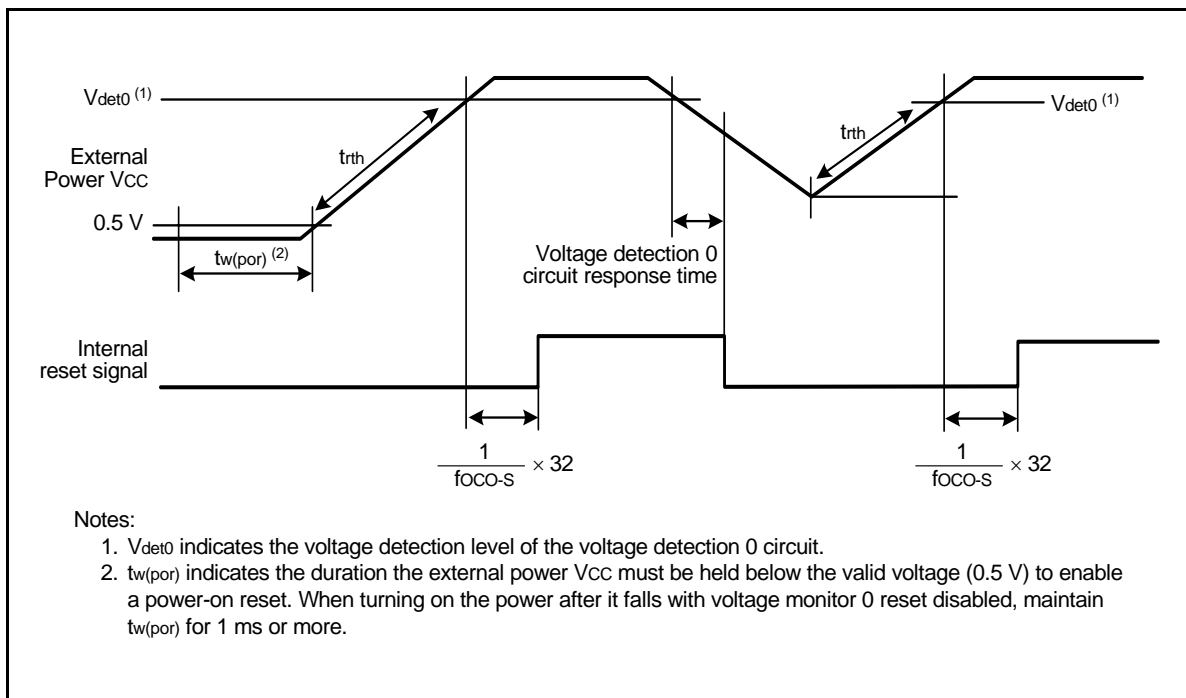 Vdet0 (1)
Vdet0 (1)
trth
trth
External
Power VCC
0.5 V
tw(por) (2)
Voltage detection 0
circuit response time
Internal
reset signal
1
fOCO-S
× 32
1
fOCO-S
× 32
Notes:
1. Vdet0 indicates the voltage detection level of the voltage detection 0 circuit.
2. tw(por) indicates the duration the external power VCC must be held below the valid voltage (0.5 V) to enable
a power-on reset. When turning on the power after it falls with voltage monitor 0 reset disabled, maintain
tw(por) for 1 ms or more.